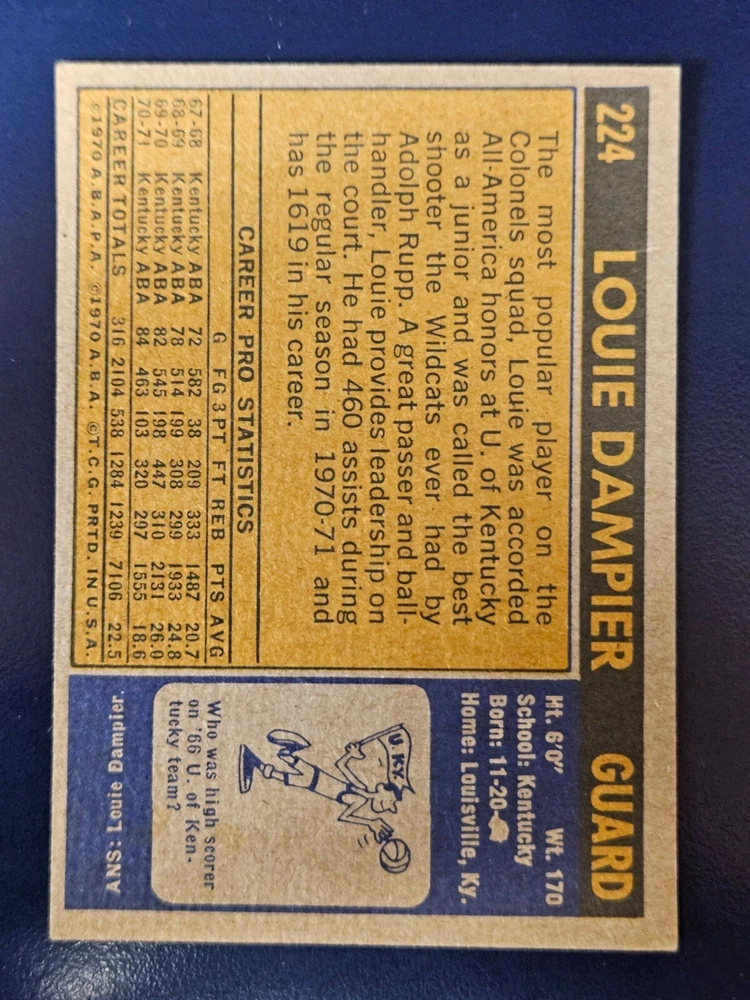 224 LOUIE DAMPIER GUARD
The most popular player on the
Colonels squad, Louie was accorded
All-America honors at U. of Kentucky
as a junior and was called the best
shooter the Wildcats ever had by
Adolph Rupp. A great passer and ball-
handler, Louie provides leadership on
the court. He had 460 assists during
the regular season in 1970-71 and
has 1619 in his career.
CAREER PRO STATISTICS
G FG 3PT FT REB PTS AVG
67-68 Kentucky ABA 72 582 38 209 333 1487 20.7
68-69 Kentucky ABA 78 514 199 308 299 1933 24.8
69-70 Kentucky ABA 82 545 198 447 310 2131 26.0
70-71 Kentucky ABA 84 463 103 320 297 1555 18.6
CAREER TOTALS 316 2104 538 1284 1239 7106 22.5
©1970 A.B.A.P.A. ©1970 A.B.A. ©T.C.G. PRTD. IN U.S.A.
Ht. 6'0" Wt. 170
School: Kentucky
Born: 11-20-
Home: Louisville, Ky.
U. KY.
Who was high scorer
on '66 U. of Ken-
tucky team?
ANS: Louie Dampier.